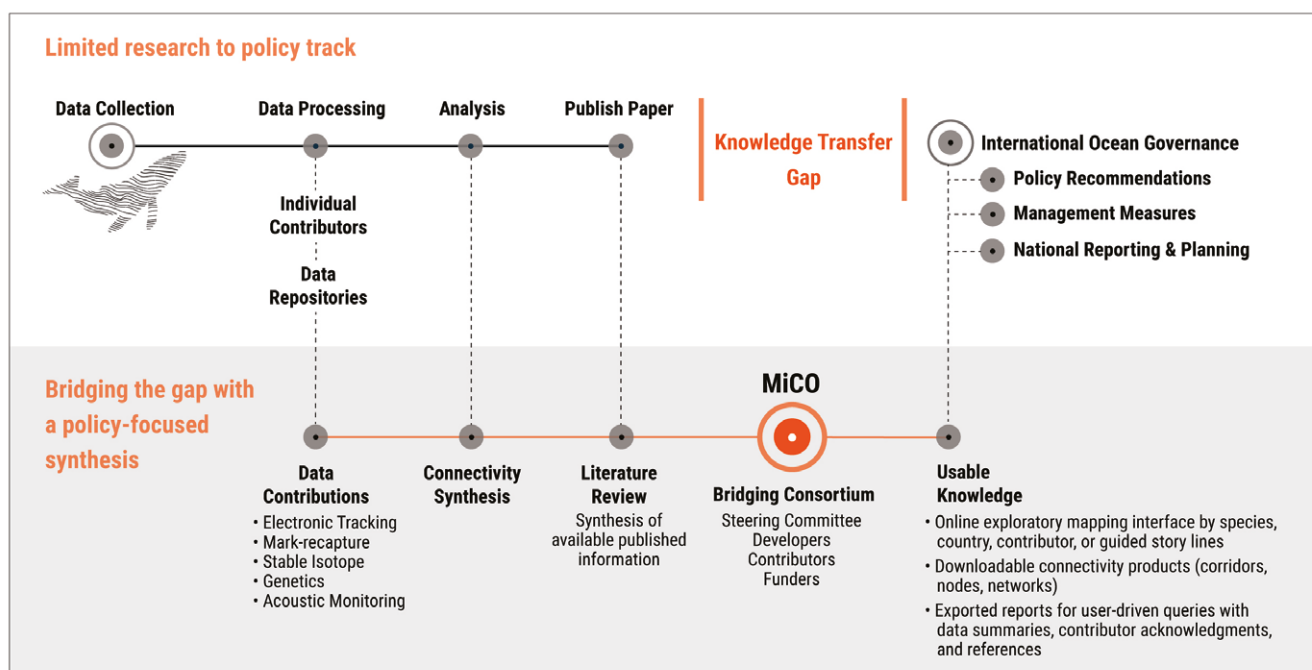 Limited research to policy track
Data Collection
Data Processing
Analysis
Publish Paper
Knowledge Transfer
Gap
International Ocean Governance
Policy Recommendations
Management Measures
National Reporting & Planning
Individual
Contributors
Data
Repositories
Bridging the gap with
a policy-focused
synthesis
MiCO
Data
Contributions
• Electronic Tracking
• Mark-recapture
• Stable Isotope
• Genetics
• Acoustic Monitoring
Connectivity
Synthesis
Literature
Review
Synthesis of
available published
information
Bridging Consortium
Steering Committee
Developers
Contributors
Funders
Usable
Knowledge
• Online exploratory mapping interface by species,
country, contributor, or guided story lines
• Downloadable connectivity products (corridors,
nodes, networks)
• Exported reports for user-driven queries with
data summaries, contributor acknowledgments,
and references